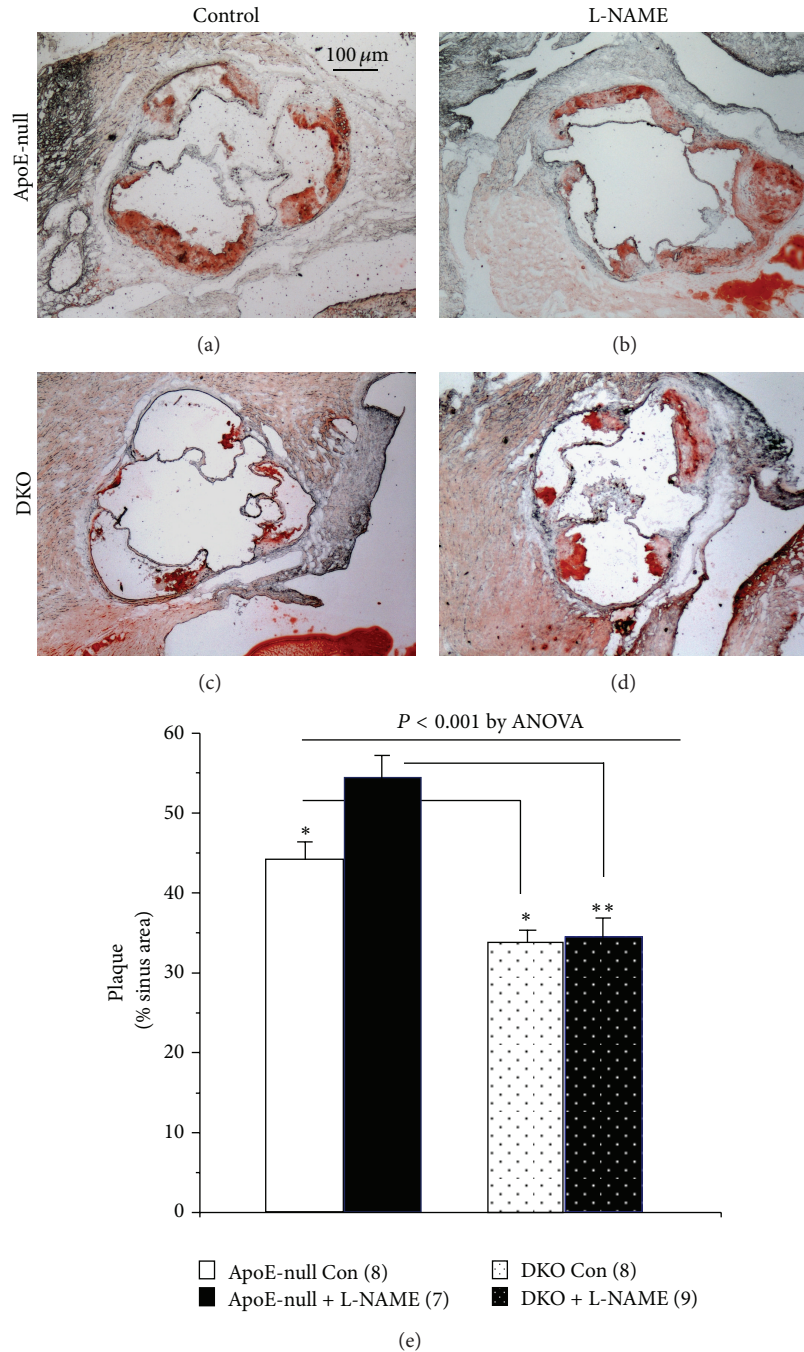 Control L-NAME
100 μm
ApoE-null
(a) (b)
DKO
(c) (d)
P < 0.001 by ANOVA
60
50
40
30
20
10
0
Plaque
(% sinus area)
*
*
**
ApoE-null Con (8) DKO Con (8)
ApoE-null + L-NAME (7) DKO + L-NAME (9)
(e)